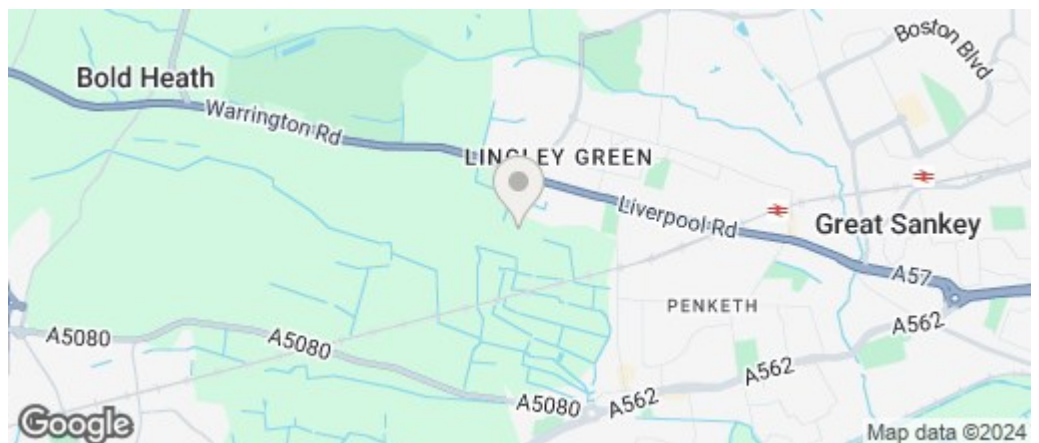 Boston Blvd
Bold Heath
Warrington Rd
LINGLEY GREEN
Liverpool Rd
Great Sankey
A57
PENKETH
A562
A5080
A5080
A562
A5080
A562
Google
Map data ©2024